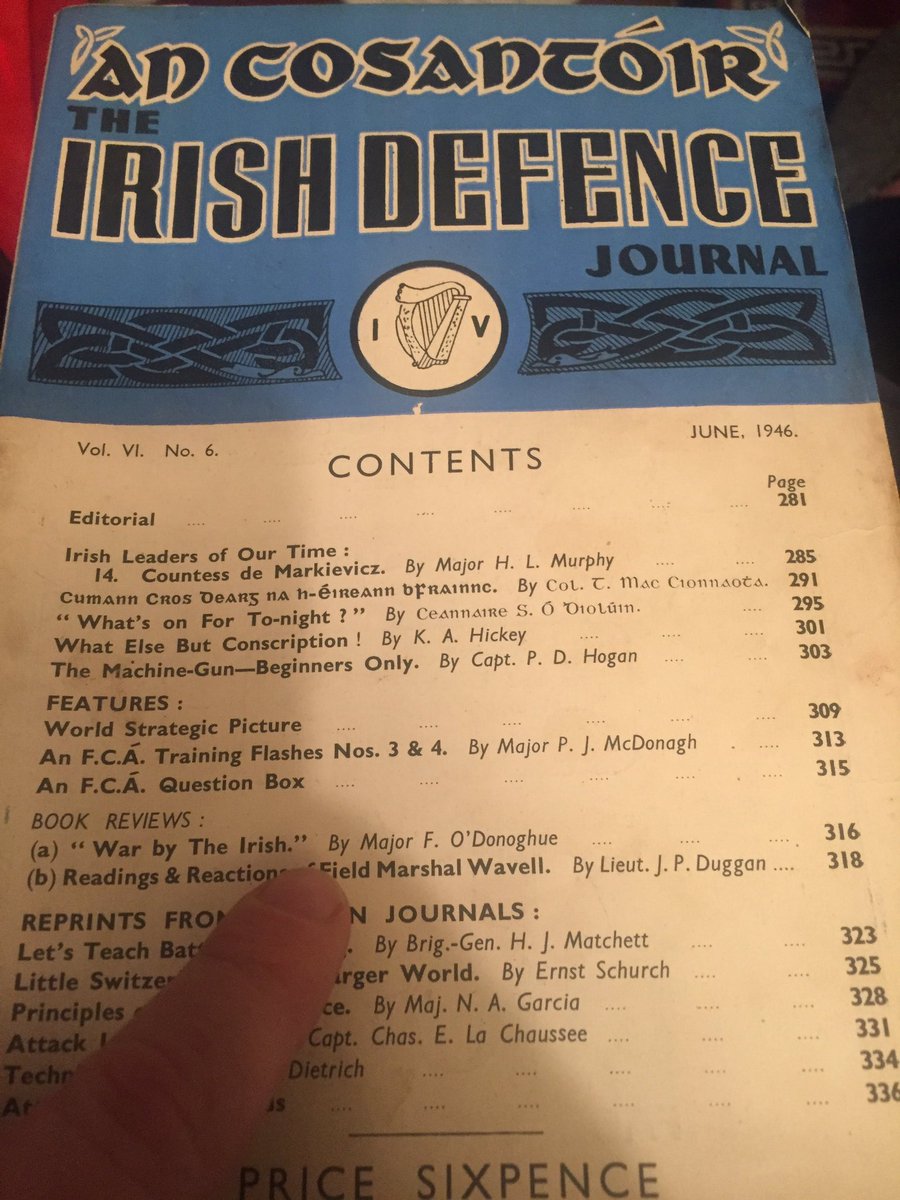 AN COSANTÓIR
THE
IRISH DEFENCE
JOURNAL
I V
Vol. VI. No. 6.
JUNE, 1946.
CONTENTS
Page
Editorial .... .... .... .... .... .... .... 281
Irish Leaders of Our Time :
14. Countess de Markievicz. By Major H. L. Murphy .... .... 285
Cumann Cros Dearg na h-Éireann bFrainnc. By Col. T. Mac Cionnaota. 291
"What's on For To-night ?" By Ceannaire S. Ó Diolúin. 295
What Else But Conscription ! By K. A. Hickey .... .... 301
The Machine-Gun—Beginners Only. By Capt. P. D. Hogan .... .... 303
FEATURES :
World Strategic Picture .... .... .... .... .... .... 309
An F.C.Á. Training Flashes Nos. 3 & 4. By Major P. J. McDonagh . .... 313
An F.C.Á. Question Box .... .... .... .... .... .... 315
BOOK REVIEWS :
(a) "War by The Irish." By Major F. O'Donoghue .... .... .... 316
(b) Readings & Reactions Field Marshal Wavell. By Lieut. J. P. Duggan .... 318
REPRINTS JOURNALS :
Let's Teach By Brig.-Gen. H. J. Matchett .... .... 323
Little World. By Ernst Schurch .... .... 325
Principles By Maj. N. A. Garcia .... .... 328
Attack Capt. Chas. E. La Chaussee .... .... .... 331
Dietrich .... .... .... .... .... 334
.... .... .... .... .... .... 336
PRICE SIXPENCE